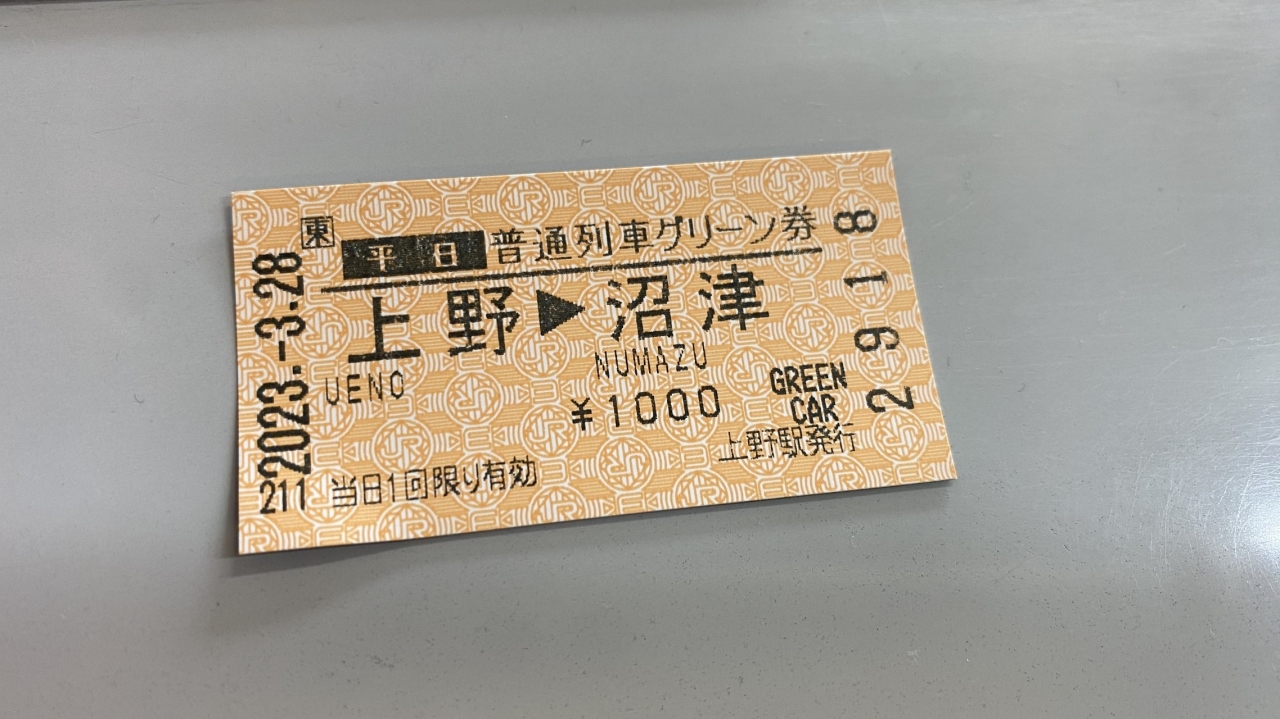 東
平日 普通列車グリーン券
上野▶沼津
UENO NUMAZU
¥1000
GREEN
CAR
上野駅発行
当日1回限り有効
2023.-3.28
211
2918